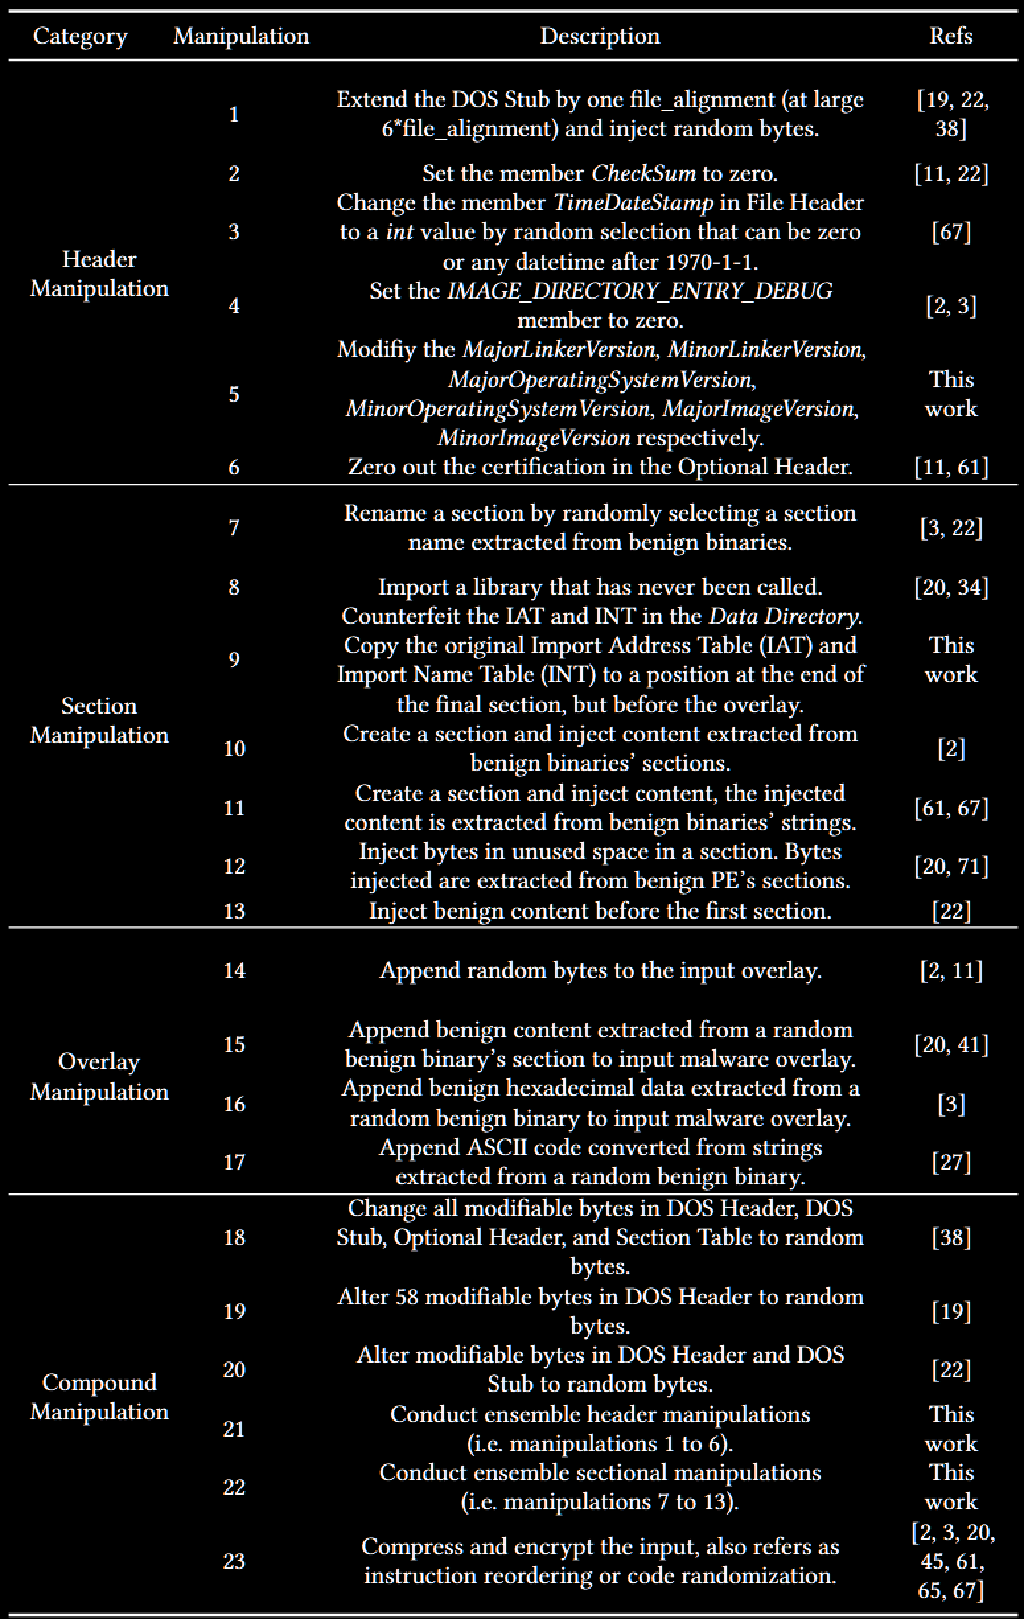 Category Manipulation Description Refs
Extend the DOS Stub by one file_alignment (at large [19, 22,
1
6*file_alignment) and inject random bytes. 38]
2 Set the member CheckSum to zero. [11, 22]
Change the member TimeDateStamp in File Header
3 to a int value by random selection that can be zero [67]
Header
or any datetime after 1970-1-1.
Manipulation
Set the IMAGE_DIRECTORY_ENTRY_DEBUG
4 [2, 3]
member to zero.
Modifiy the MajorLinkerVersion, MinorLinkerVersion,
MajorOperatingSystemVersion, This
5
MinorOperatingSystemVersion, MajorImageVersion, work
MinorImageVersion respectively.
6 Zero out the certification in the Optional Header. [11, 61]
Rename a section by randomly selecting a section
7 [3, 22]
name extracted from benign binaries.
8 Import a library that has never been called. [20, 34]
Counterfeit the IAT and INT in the Data Directory.
Copy the original Import Address Table (IAT) and This
9
Import Name Table (INT) to a position at the end of work
Section the final section, but before the overlay.
Manipulation Create a section and inject content extracted from
10 [2]
benign binaries’ sections.
Create a section and inject content, the injected
11 [61, 67]
content is extracted from benign binaries’ strings.
Inject bytes in unused space in a section. Bytes
12 [20, 71]
injected are extracted from benign PE’s sections.
13 Inject benign content before the first section. [22]
14 Append random bytes to the input overlay. [2, 11]
Append benign content extracted from a random
15 [20, 41]
Overlay benign binary’s section to input malware overlay.
Manipulation Append benign hexadecimal data extracted from a
16 [3]
random benign binary to input malware overlay.
Append ASCII code converted from strings
17 [27]
extracted from a random benign binary.
Change all modifiable bytes in DOS Header, DOS
18 Stub, Optional Header, and Section Table to random [38]
bytes.
Alter 58 modifiable bytes in DOS Header to random
19 [19]
bytes.
Alter modifiable bytes in DOS Header and DOS
20 [22]
Compound Stub to random bytes.
Manipulation Conduct ensemble header manipulations This
21
(i.e. manipulations 1 to 6). work
Conduct ensemble sectional manipulations This
22
(i.e. manipulations 7 to 13). work
[2, 3, 20,
Compress and encrypt the input, also refers as
23 45, 61,
instruction reordering or code randomization.
65, 67]